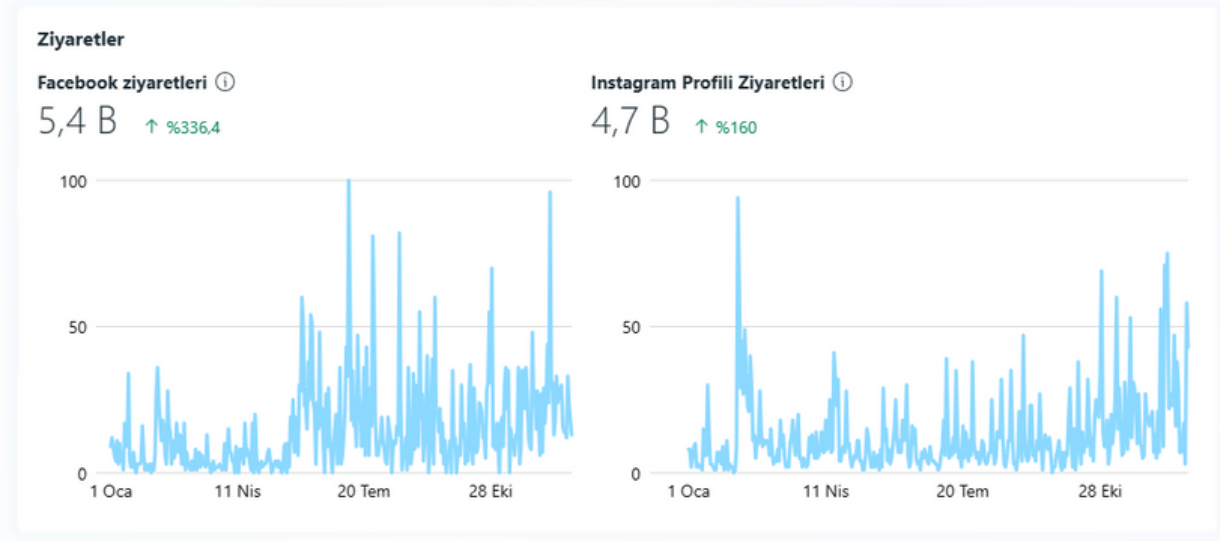 Ziyaretler
Facebook ziyaretleri
5,4 B ↑ %336,4
100
50
0
1 Oca 11 Nis 20 Tem 28 Eki
Instagram Profili Ziyaretleri
4,7 B ↑ %160
100
50
0
1 Oca 11 Nis 20 Tem 28 Eki